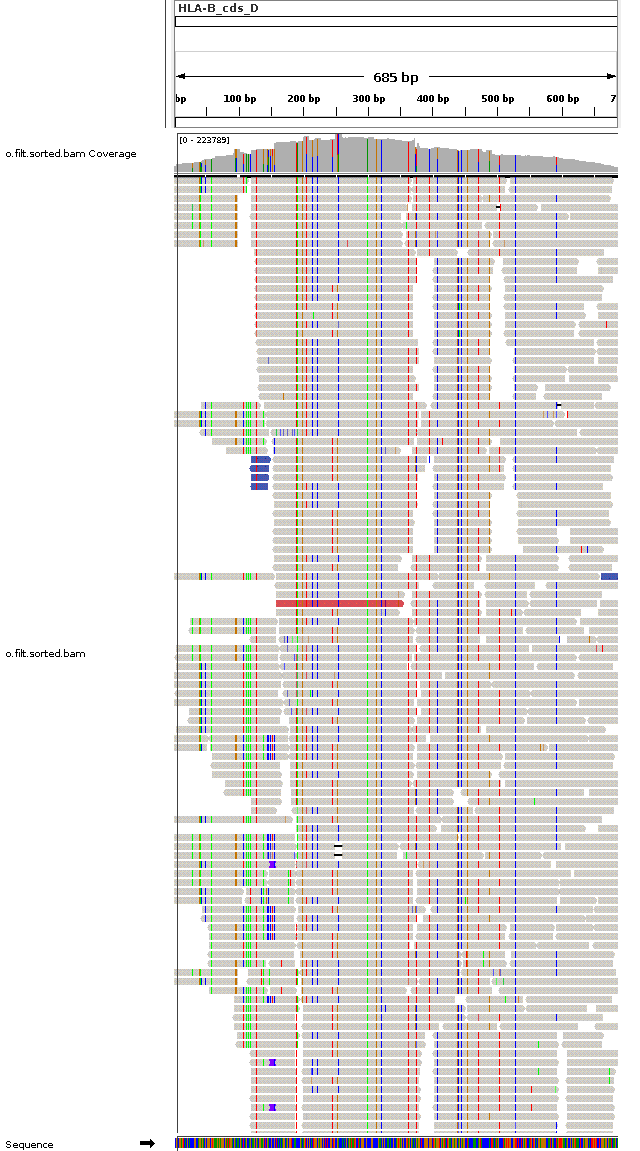 HLA-B_cds_D
685 bp
bp 100 bp 200 bp 300 bp 400 bp 500 bp 600 bp 7
o.filt.sorted.bam Coverage
[0 - 223789]
o.filt.sorted.bam
Sequence